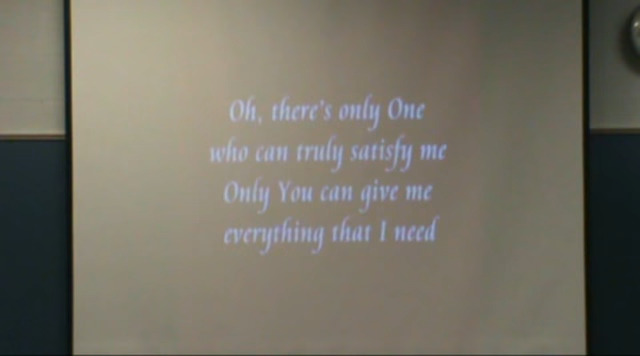 Oh, there's only One
who can truly satisfy me
Only You can give me
everything that I need